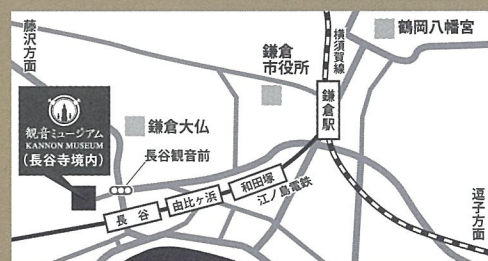 藤沢方面
横須賀線
鶴岡八幡宮
鎌倉
市役所
鎌倉駅
観音ミュージアム
KANNON MUSEUM
(長谷寺境内)
鎌倉大仏
長谷観音前
和田塚
由比ヶ浜
長谷
江ノ島電鉄
逗子方面